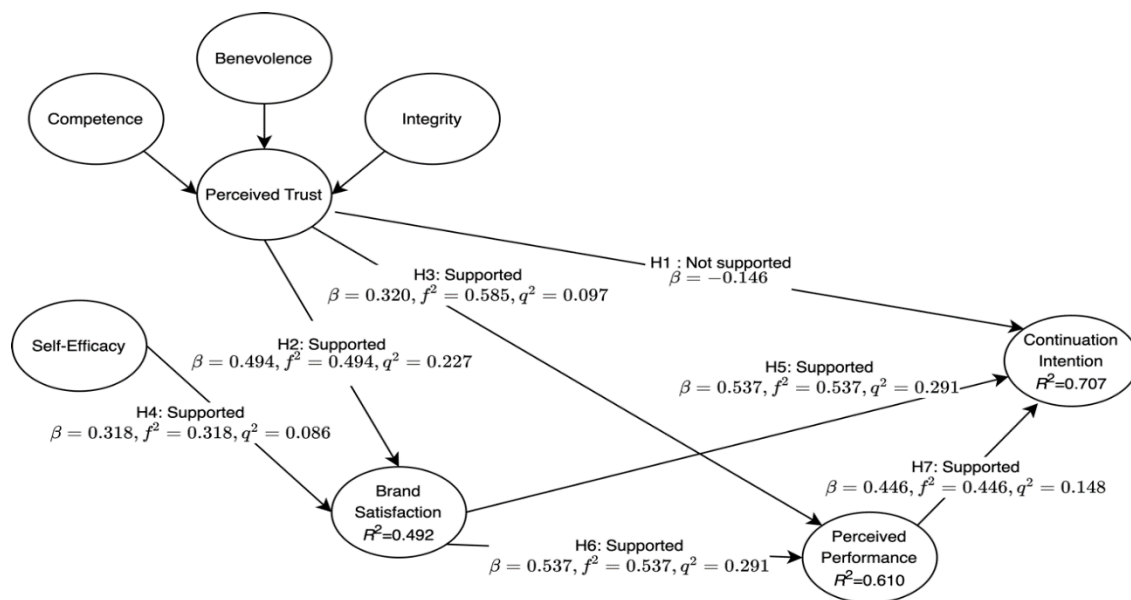 Benevolence
Competence
Integrity
Perceived Trust
H1 : Not supported
β = −0.146
H3: Supported
β = 0.320, f² = 0.585, q² = 0.097
Self-Efficacy
H2: Supported
β = 0.494, f² = 0.494, q² = 0.227
Continuation
Intention
R²=0.707
H5: Supported
β = 0.537, f² = 0.537, q² = 0.291
H4: Supported
β = 0.318, f² = 0.318, q² = 0.086
H7: Supported
β = 0.446, f² = 0.446, q² = 0.148
Brand
Satisfaction
R²=0.492
H6: Supported
β = 0.537, f² = 0.537, q² = 0.291
Perceived
Performance
R²=0.610